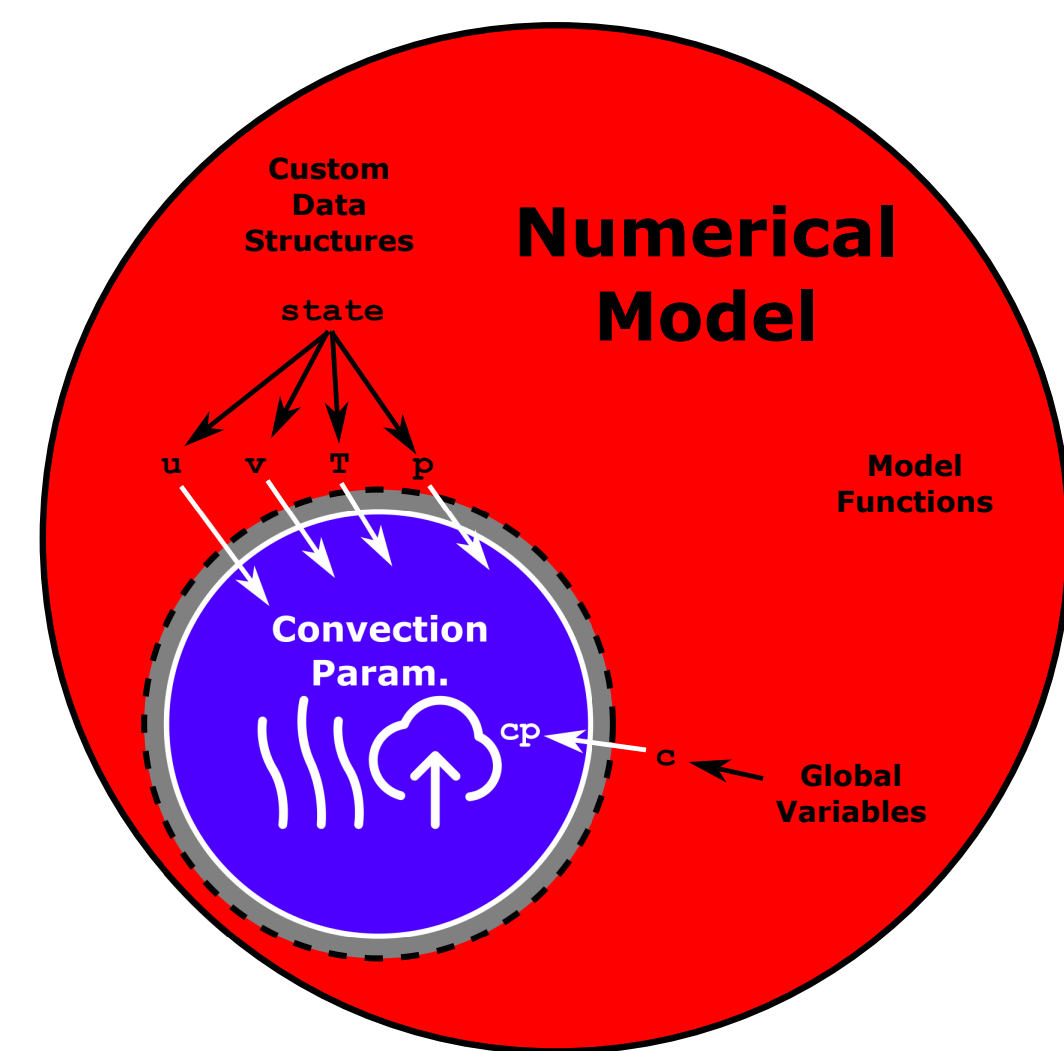 Custom
Data
Structures
Numerical
Model
state
u v T p
Model
Functions
Convection
Param.
cp
c
Global
Variables